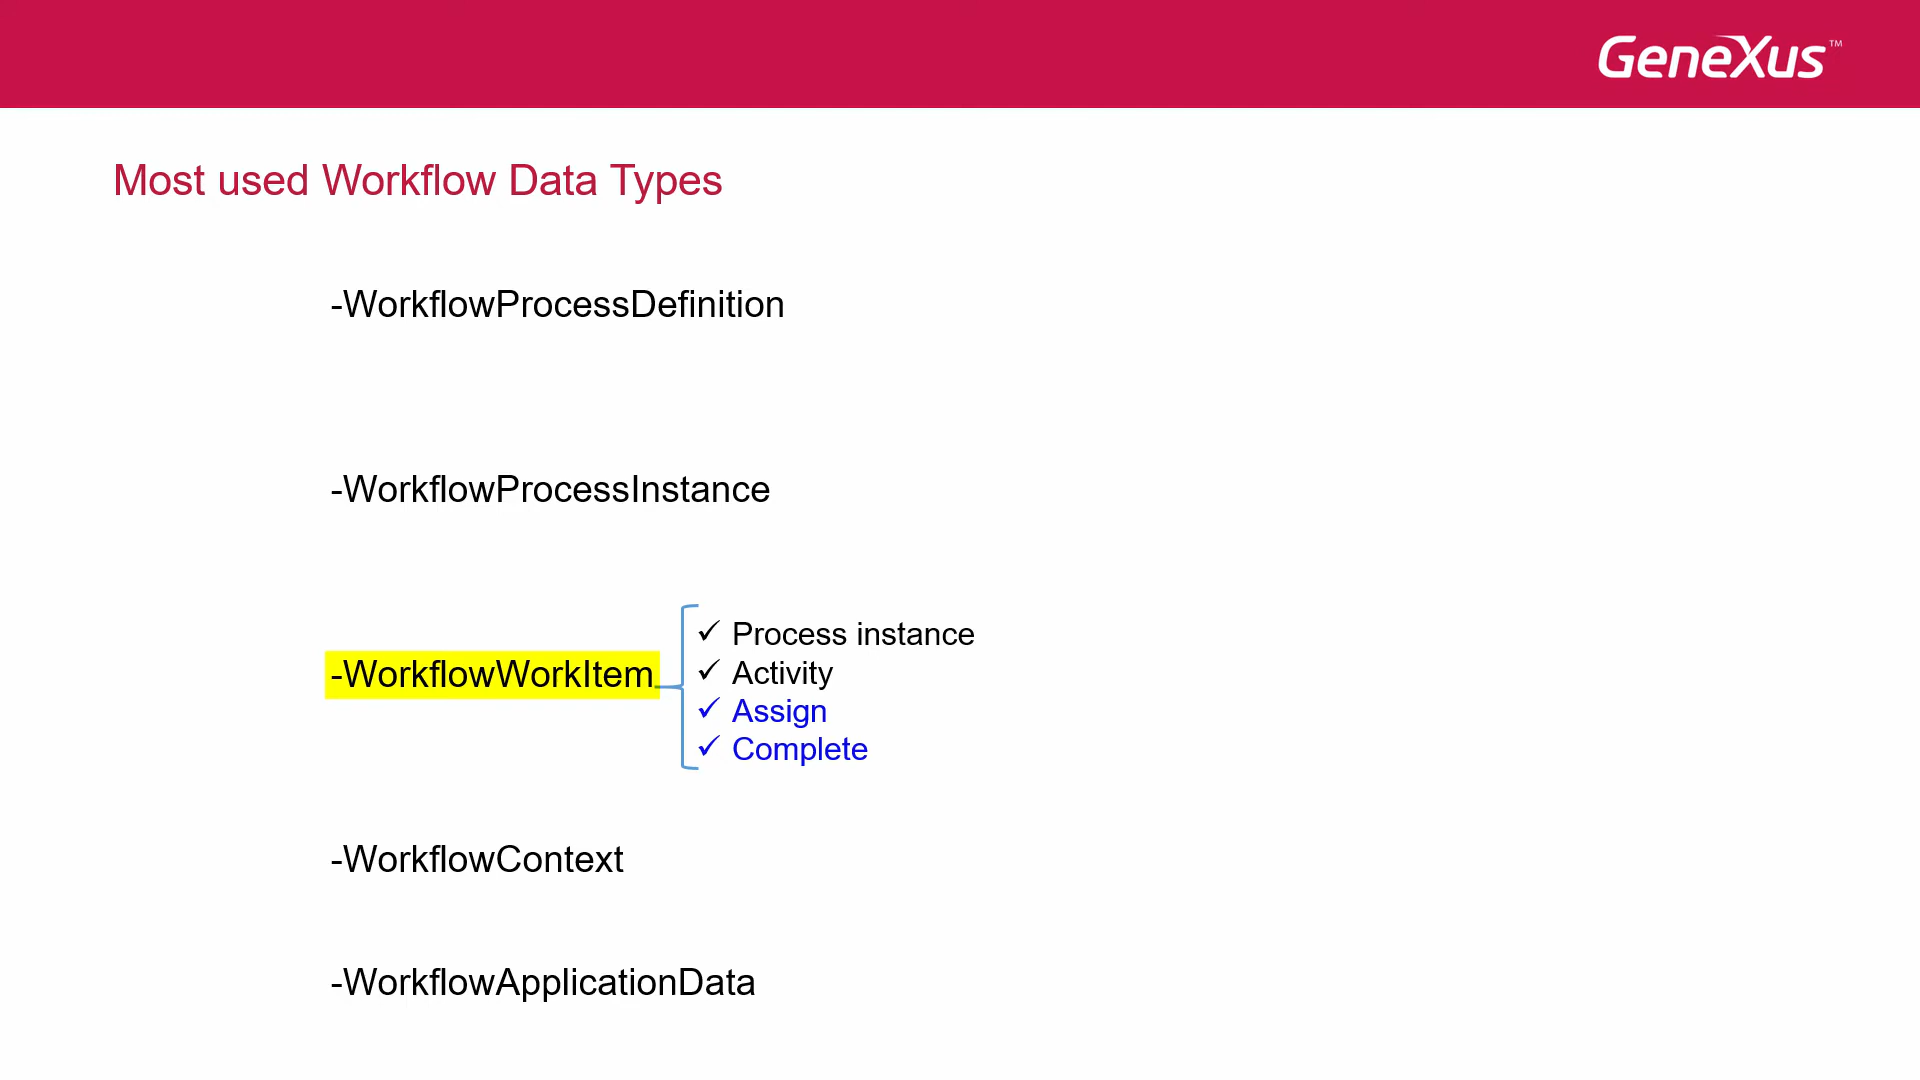 GeneXus™
Most used Workflow Data Types
-WorkflowProcessDefinition
-WorkflowProcessInstance
-WorkflowWorkItem
✓ Process instance
✓ Activity
✓ Assign
✓ Complete
-WorkflowContext
-WorkflowApplicationData